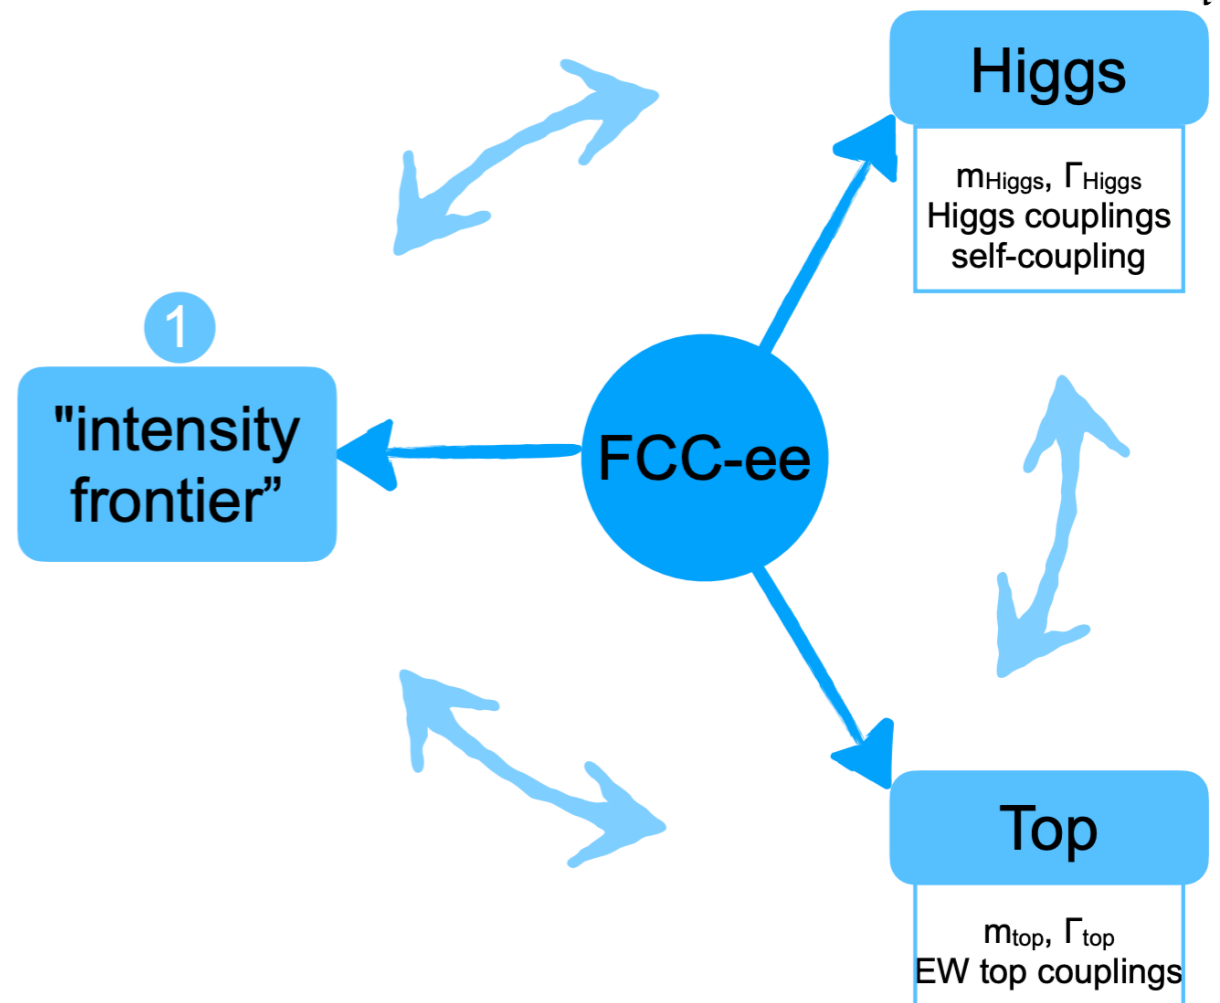 Higgs
mHiggs, ΓHiggs
Higgs couplings
self-coupling
1
"intensity
frontier”
FCC-ee
Top
mtop, Γtop
EW top couplings